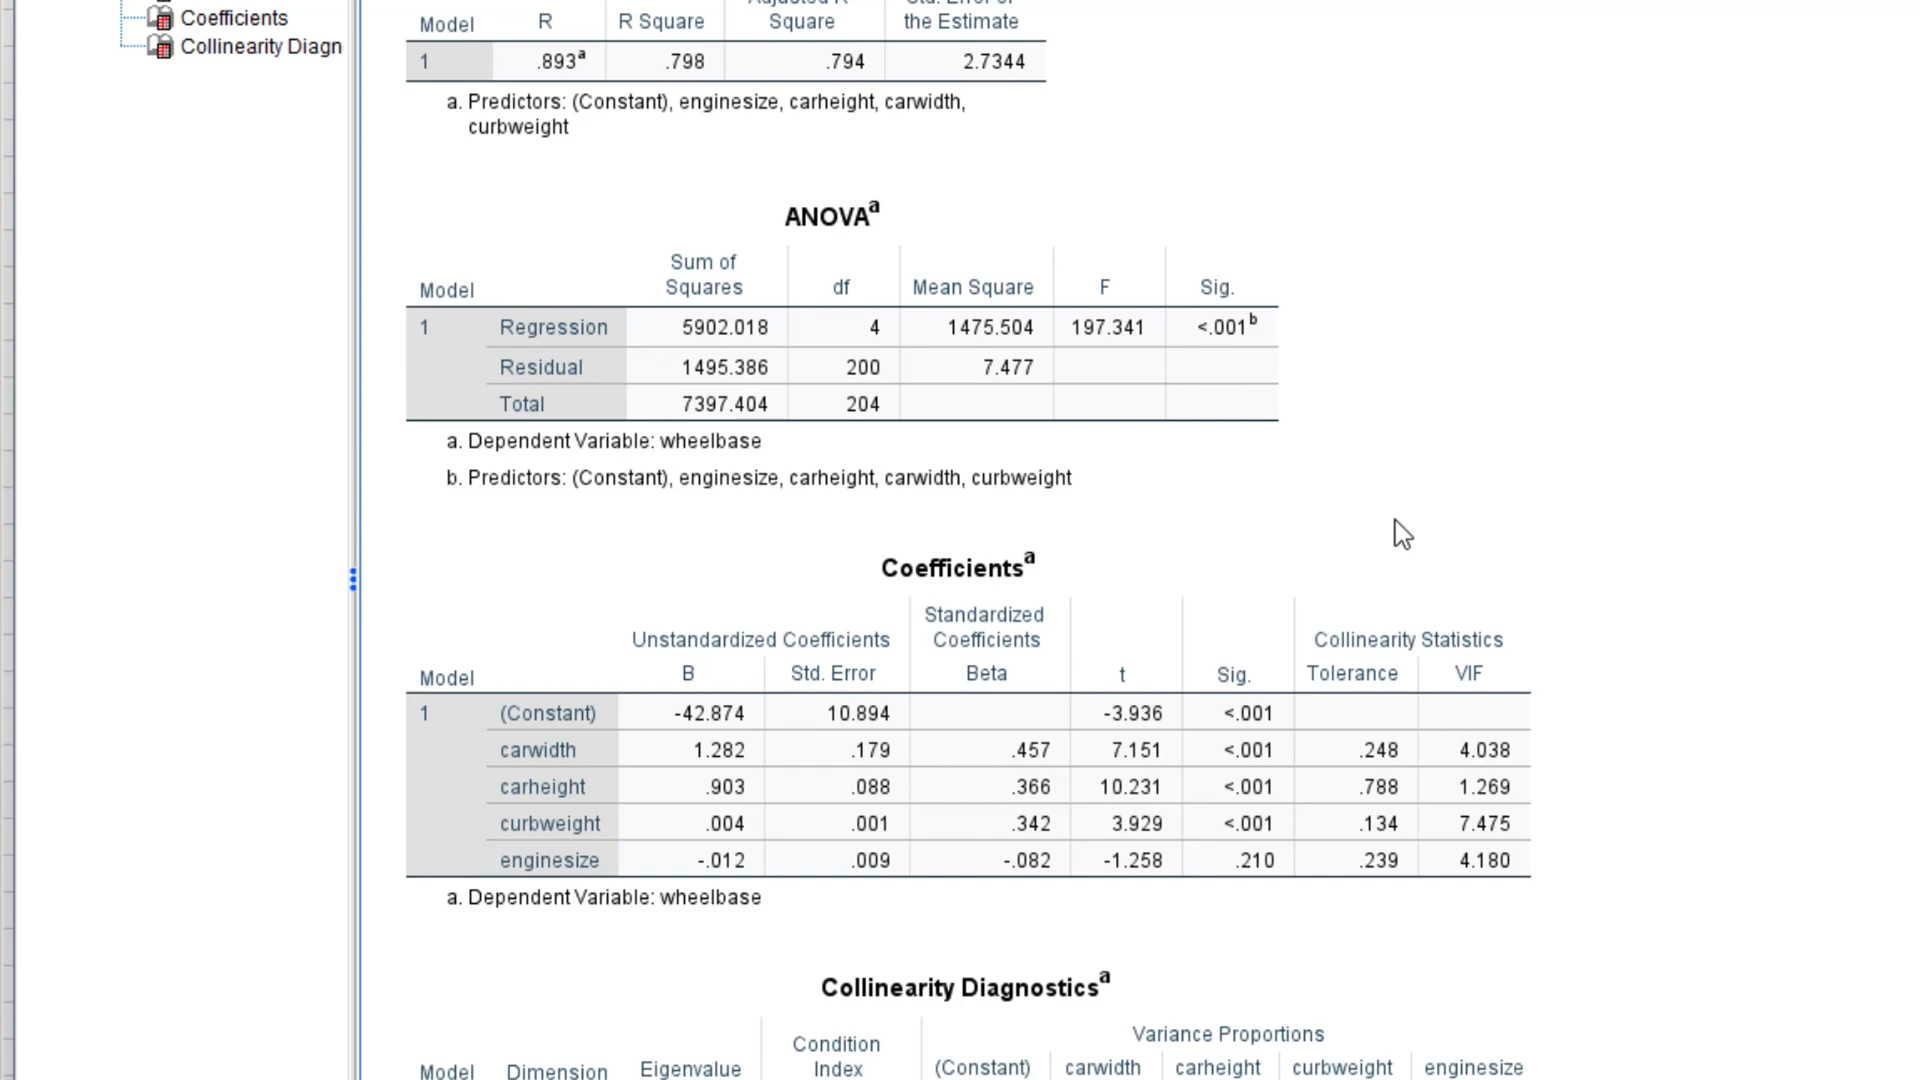 Coefficients
Collinearity Diagn
Model R R Square Adjusted R Square Std. Error of the Estimate
1 .893a .798 .794 2.7344
a. Predictors: (Constant), enginesize, carheight, carwidth,
curbweight
ANOVAa
Model Sum of Squares df Mean Square F Sig.
1 Regression 5902.018 4 1475.504 197.341 <.001b
Residual 1495.386 200 7.477
Total 7397.404 204
a. Dependent Variable: wheelbase
b. Predictors: (Constant), enginesize, carheight, carwidth, curbweight
Coefficientsa
Unstandardized Coefficients Standardized Coefficients Collinearity Statistics
Model B Std. Error Beta t Sig. Tolerance VIF
1 (Constant) -42.874 10.894 -3.936 <.001
carwidth 1.282 .179 .457 7.151 <.001 .248 4.038
carheight .903 .088 .366 10.231 <.001 .788 1.269
curbweight .004 .001 .342 3.929 <.001 .134 7.475
enginesize -.012 .009 -.082 -1.258 .210 .239 4.180
a. Dependent Variable: wheelbase
Collinearity Diagnosticsa
Variance Proportions
Model Dimension Eigenvalue Condition Index (Constant) carwidth carheight curbweight enginesize